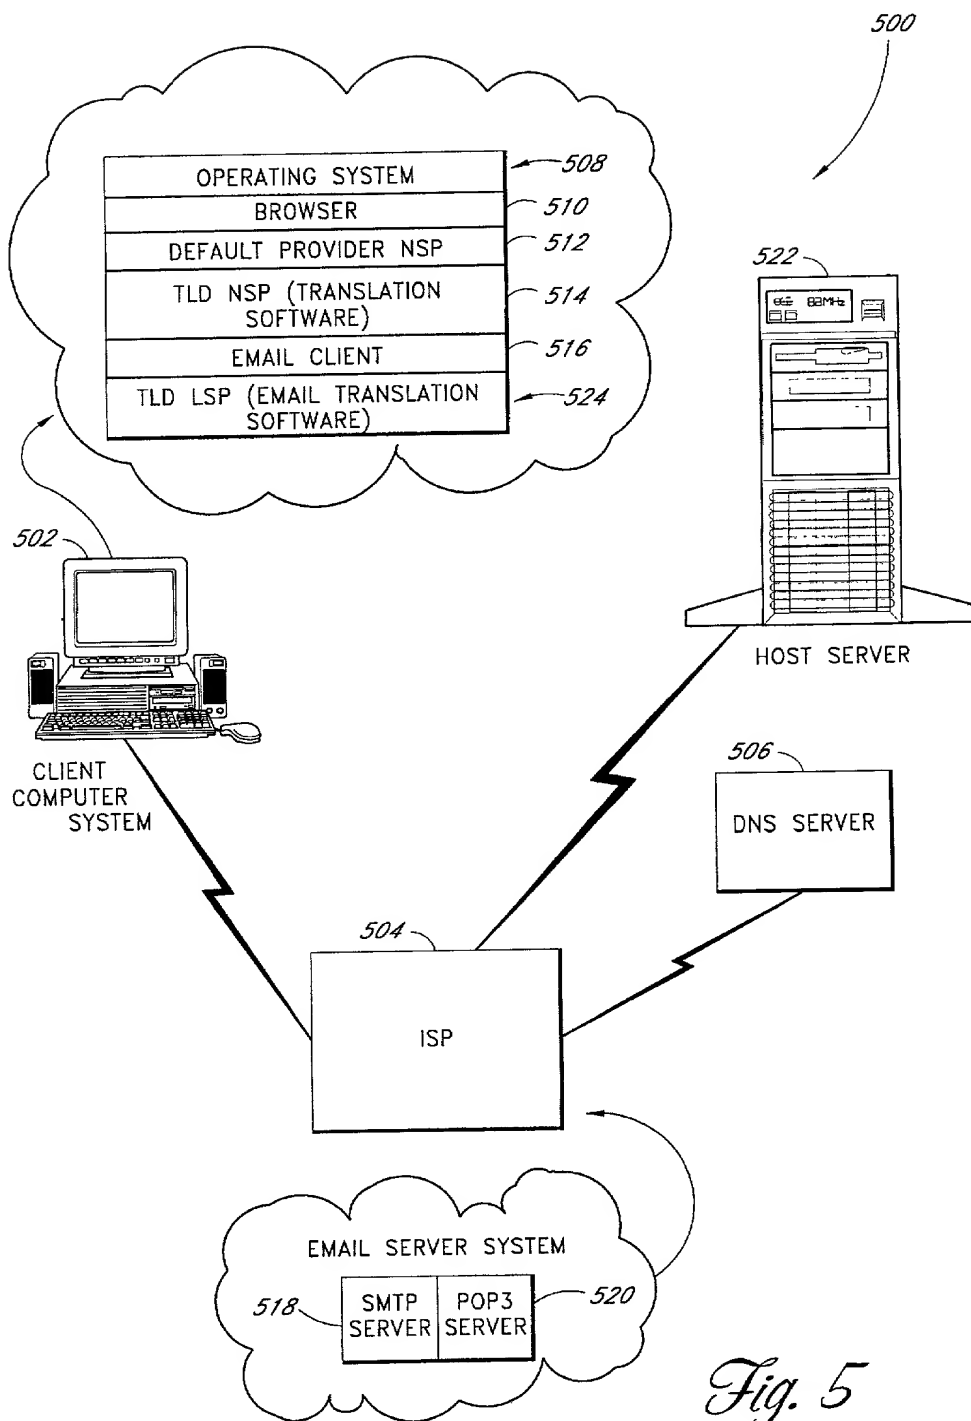 500
OPERATING SYSTEM
508
BROWSER
510
DEFAULT PROVIDER NSP
512
TLD NSP (TRANSLATION
SOFTWARE)
514
EMAIL CLIENT
516
TLD LSP (EMAIL TRANSLATION
SOFTWARE)
524
522
MHz
HOST SERVER
502
CLIENT
COMPUTER
SYSTEM
506
DNS SERVER
504
ISP
EMAIL SERVER SYSTEM
518
SMTP
SERVER
POP3
SERVER
520
Fig. 5